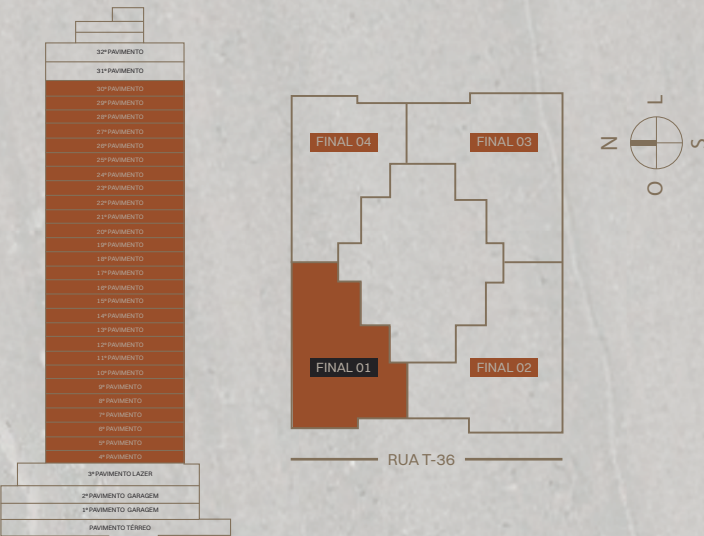 32º PAVIMENTO
31º PAVIMENTO
30º PAVIMENTO
29º PAVIMENTO
28º PAVIMENTO
27º PAVIMENTO
26º PAVIMENTO
25º PAVIMENTO
24º PAVIMENTO
23º PAVIMENTO
22º PAVIMENTO
21º PAVIMENTO
20º PAVIMENTO
19º PAVIMENTO
18º PAVIMENTO
17º PAVIMENTO
16º PAVIMENTO
15º PAVIMENTO
14º PAVIMENTO
13º PAVIMENTO
12º PAVIMENTO
11º PAVIMENTO
10º PAVIMENTO
9º PAVIMENTO
8º PAVIMENTO
7º PAVIMENTO
6º PAVIMENTO
5º PAVIMENTO
4º PAVIMENTO
3º PAVIMENTO LAZER
2º PAVIMENTO GARAGEM
1º PAVIMENTO GARAGEM
PAVIMENTO TÉRREO
FINAL 04
FINAL 03
FINAL 01
FINAL 02
RUA T-36
L
N
S
O